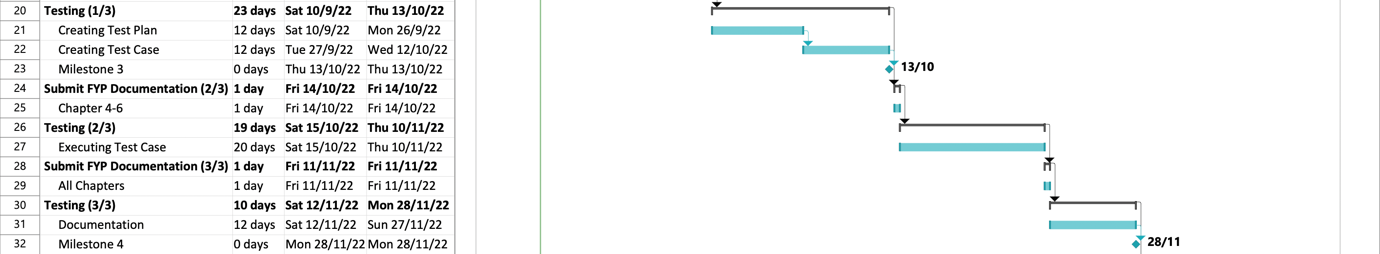 20 Testing (1/3) 23 days Sat 10/9/22 Thu 13/10/22
21 Creating Test Plan 12 days Sat 10/9/22 Mon 26/9/22
22 Creating Test Case 12 days Tue 27/9/22 Wed 12/10/22
23 Milestone 3 0 days Thu 13/10/22 Thu 13/10/22 13/10
24 Submit FYP Documentation (2/3) 1 day Fri 14/10/22 Fri 14/10/22
25 Chapter 4-6 1 day Fri 14/10/22 Fri 14/10/22
26 Testing (2/3) 19 days Sat 15/10/22 Thu 10/11/22
27 Executing Test Case 20 days Sat 15/10/22 Thu 10/11/22
28 Submit FYP Documentation (3/3) 1 day Fri 11/11/22 Fri 11/11/22
29 All Chapters 1 day Fri 11/11/22 Fri 11/11/22
30 Testing (3/3) 10 days Sat 12/11/22 Mon 28/11/22
31 Documentation 12 days Sat 12/11/22 Sun 27/11/22
32 Milestone 4 0 days Mon 28/11/22 Mon 28/11/22 28/11